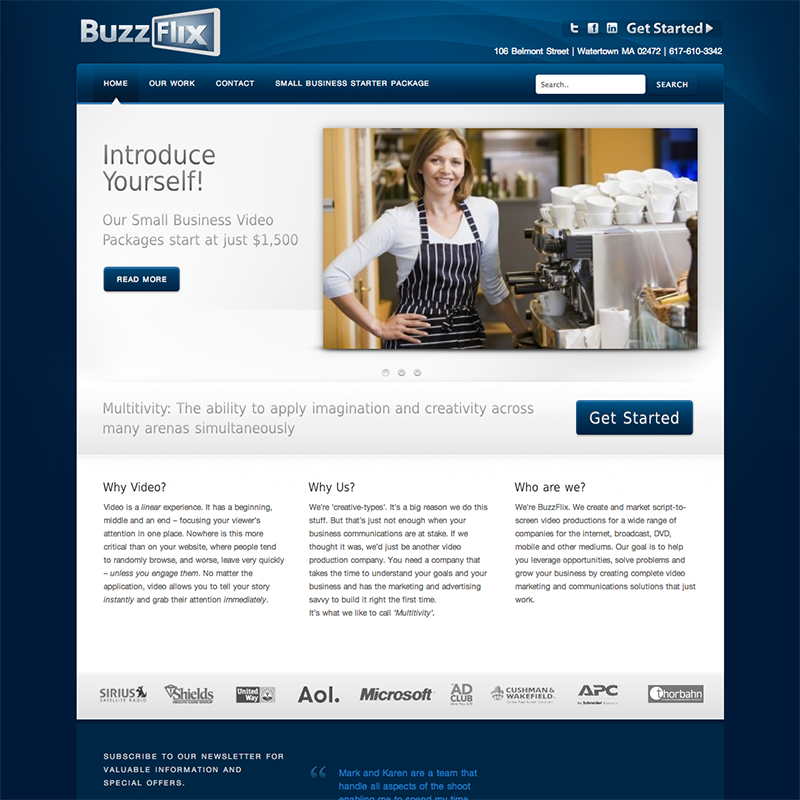 BuzzFlix
Get Started
106 Belmont Street | Watertown MA 02472 | 617-610-3342
HOME OUR WORK CONTACT SMALL BUSINESS STARTER PACKAGE Search.. SEARCH
Introduce
Yourself!
Our Small Business Video
Packages start at just $1,500
READ MORE
Multitivity: The ability to apply imagination and creativity across
many arenas simultaneously
Get Started
Why Video?
Video is a linear experience. It has a beginning,
middle and an end – focusing your viewer's
attention in one place. Nowhere is this more
critical than on your website, where people tend
to randomly browse, and worse, leave very quickly
– unless you engage them. No matter the
application, video allows you to tell your story
instantly and grab their attention immediately.
Why Us?
We're 'creative-types'. It's a big reason we do this
stuff. But that's just not enough when your
business communications are at stake. If we
thought it was, we'd just be another video
production company. You need a company that
takes the time to understand your goals and your
business and has the marketing and advertising
savvy to build it right the first time.
It's what we like to call 'Multitivity'.
Who are we?
We're BuzzFlix. We create and market script-to-
screen video productions for a wide range of
companies for the internet, broadcast, DVD,
mobile and other mediums. Our goal is to help
you leverage opportunities, solve problems and
grow your business by creating complete video
marketing and communications solutions that just
work.
SIRIUS
SATELLITE RADIO
Shields
HEALTH CARE GROUP
United
Way
Aol.
Microsoft
AD
CLUB
CUSHMAN &
WAKEFIELD.
APC
by Schneider
thorbahn
SUBSCRIBE TO OUR NEWSLETTER FOR
VALUABLE INFORMATION AND
SPECIAL OFFERS.
“ Mark and Karen are a team that
handle all aspects of the shoot
enabling me to spend my time